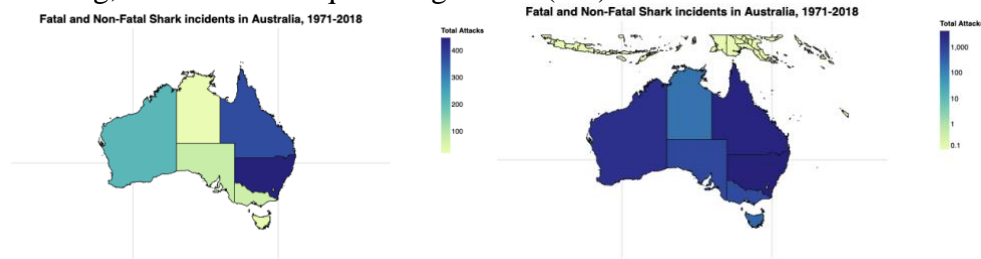 Fatal and Non-Fatal Shark incidents in Australia, 1971-2018
Total Attacks
400
300
200
100
Fatal and Non-Fatal Shark incidents in Australia, 1971-2018
Total Attacks
1,000
100
10
1
0.1